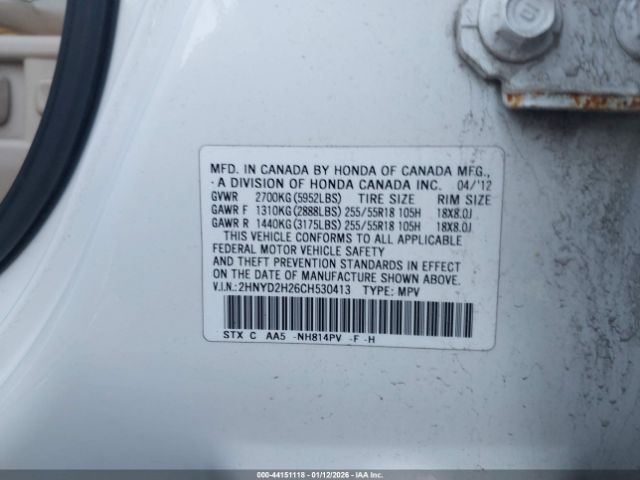 MFD. IN CANADA BY HONDA OF CANADA MFG.,
A DIVISION OF HONDA CANADA INC. 04/'12
GVWR 2700KG(5952LBS) TIRE SIZE RIM SIZE
GAWR F 1310KG(2888LBS) 255/55R18 105H 18X8.0J
GAWR R 1440KG(3175LBS) 255/55R18 105H 18X8.0J
THIS VEHICLE CONFORMS TO ALL APPLICABLE
FEDERAL MOTOR VEHICLE SAFETY, BUMPER,
AND THEFT PREVENTION STANDARDS IN EFFECT
ON THE DATE OF MANUFACTURE SHOWN ABOVE.
V.I.N.:2HNYD2H26CH530413 TYPE: MPV
STX C AA5 -NH814PV -F -H
000-44151118 - 01/12/2026 - IAAI, Inc.